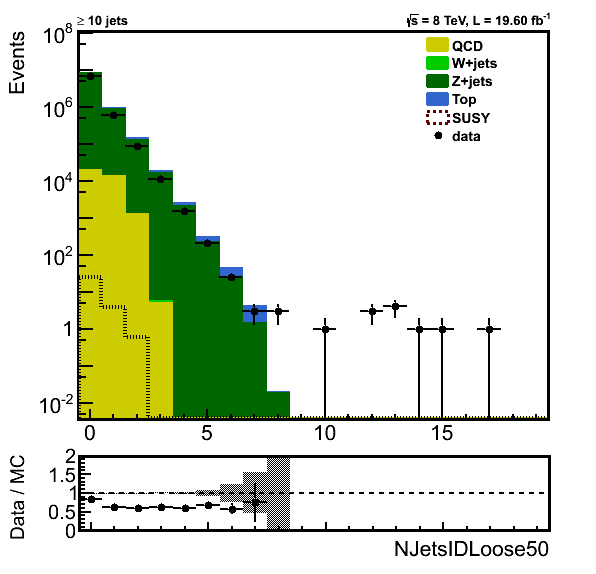 ≥ 10 jets
√s = 8 TeV, L = 19.60 fb⁻¹
Events
10⁸
10⁶
10⁴
10²
1
10⁻²
QCD
W+jets
Z+jets
Top
SUSY
data
0 5 10 15
Data / MC
2
1.5
1
0.5
0
NJetsIDLoose50